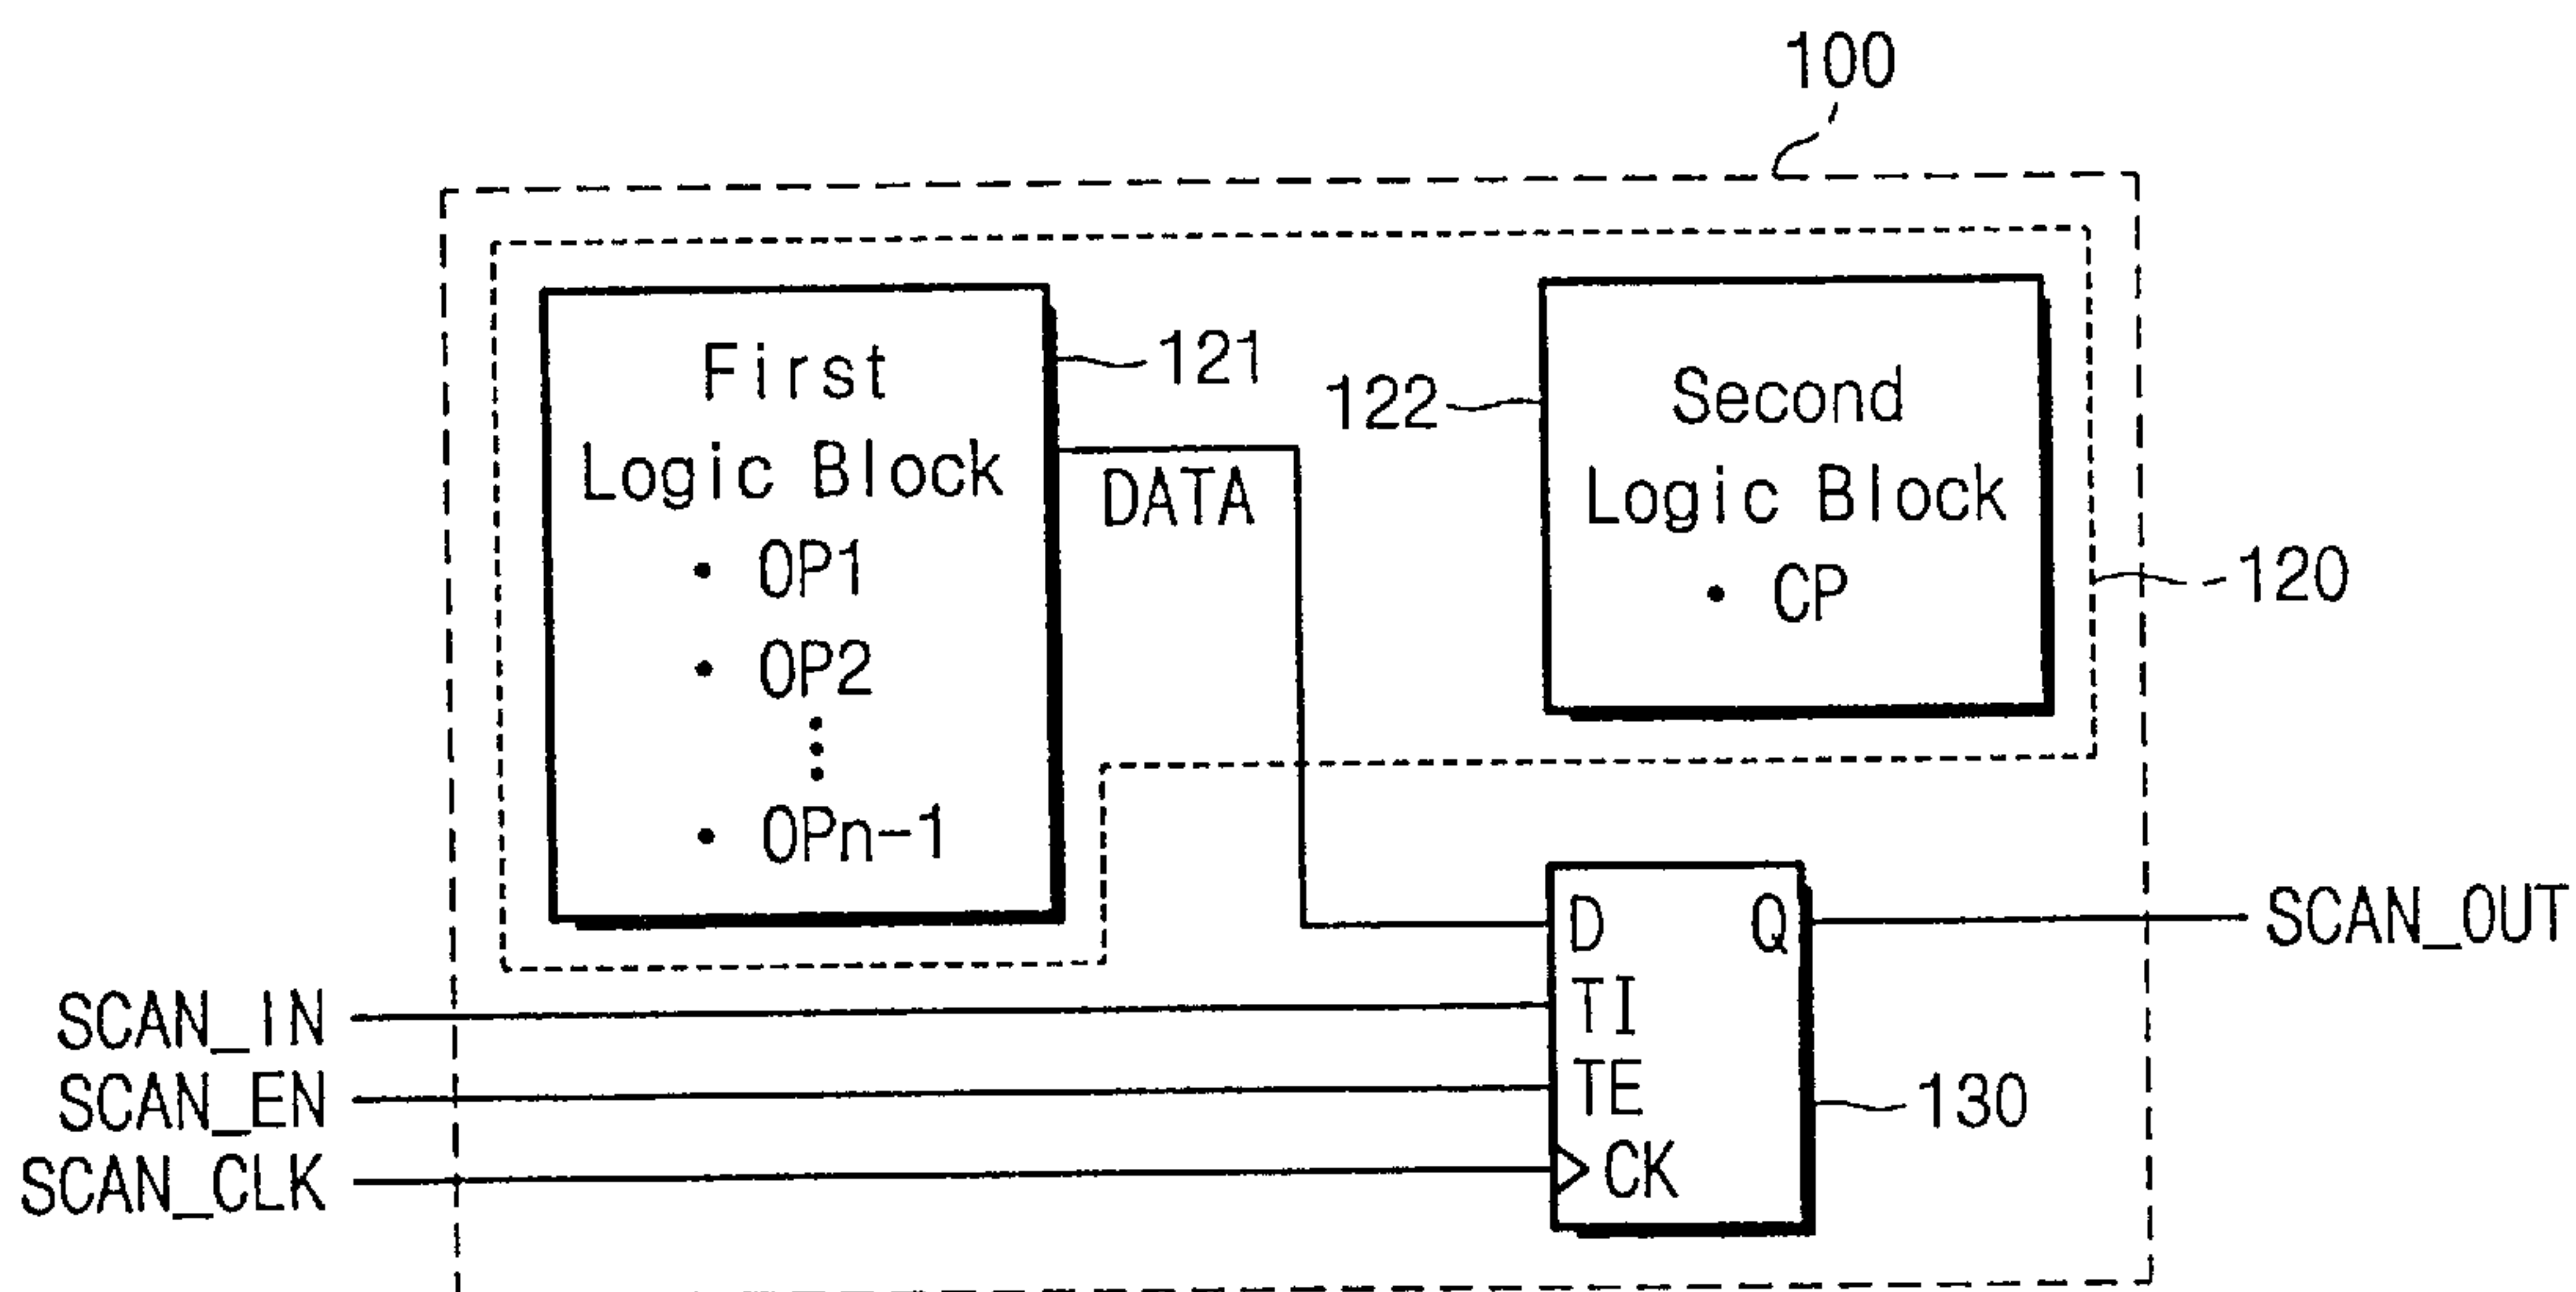 100
First
Logic Block
• OP1
• OP2
⋮
• OPn-1
121
DATA
122
Second
Logic Block
• CP
120
D
Q
TI
TE
CK
130
SCAN_OUT
SCAN_IN
SCAN_EN
SCAN_CLK